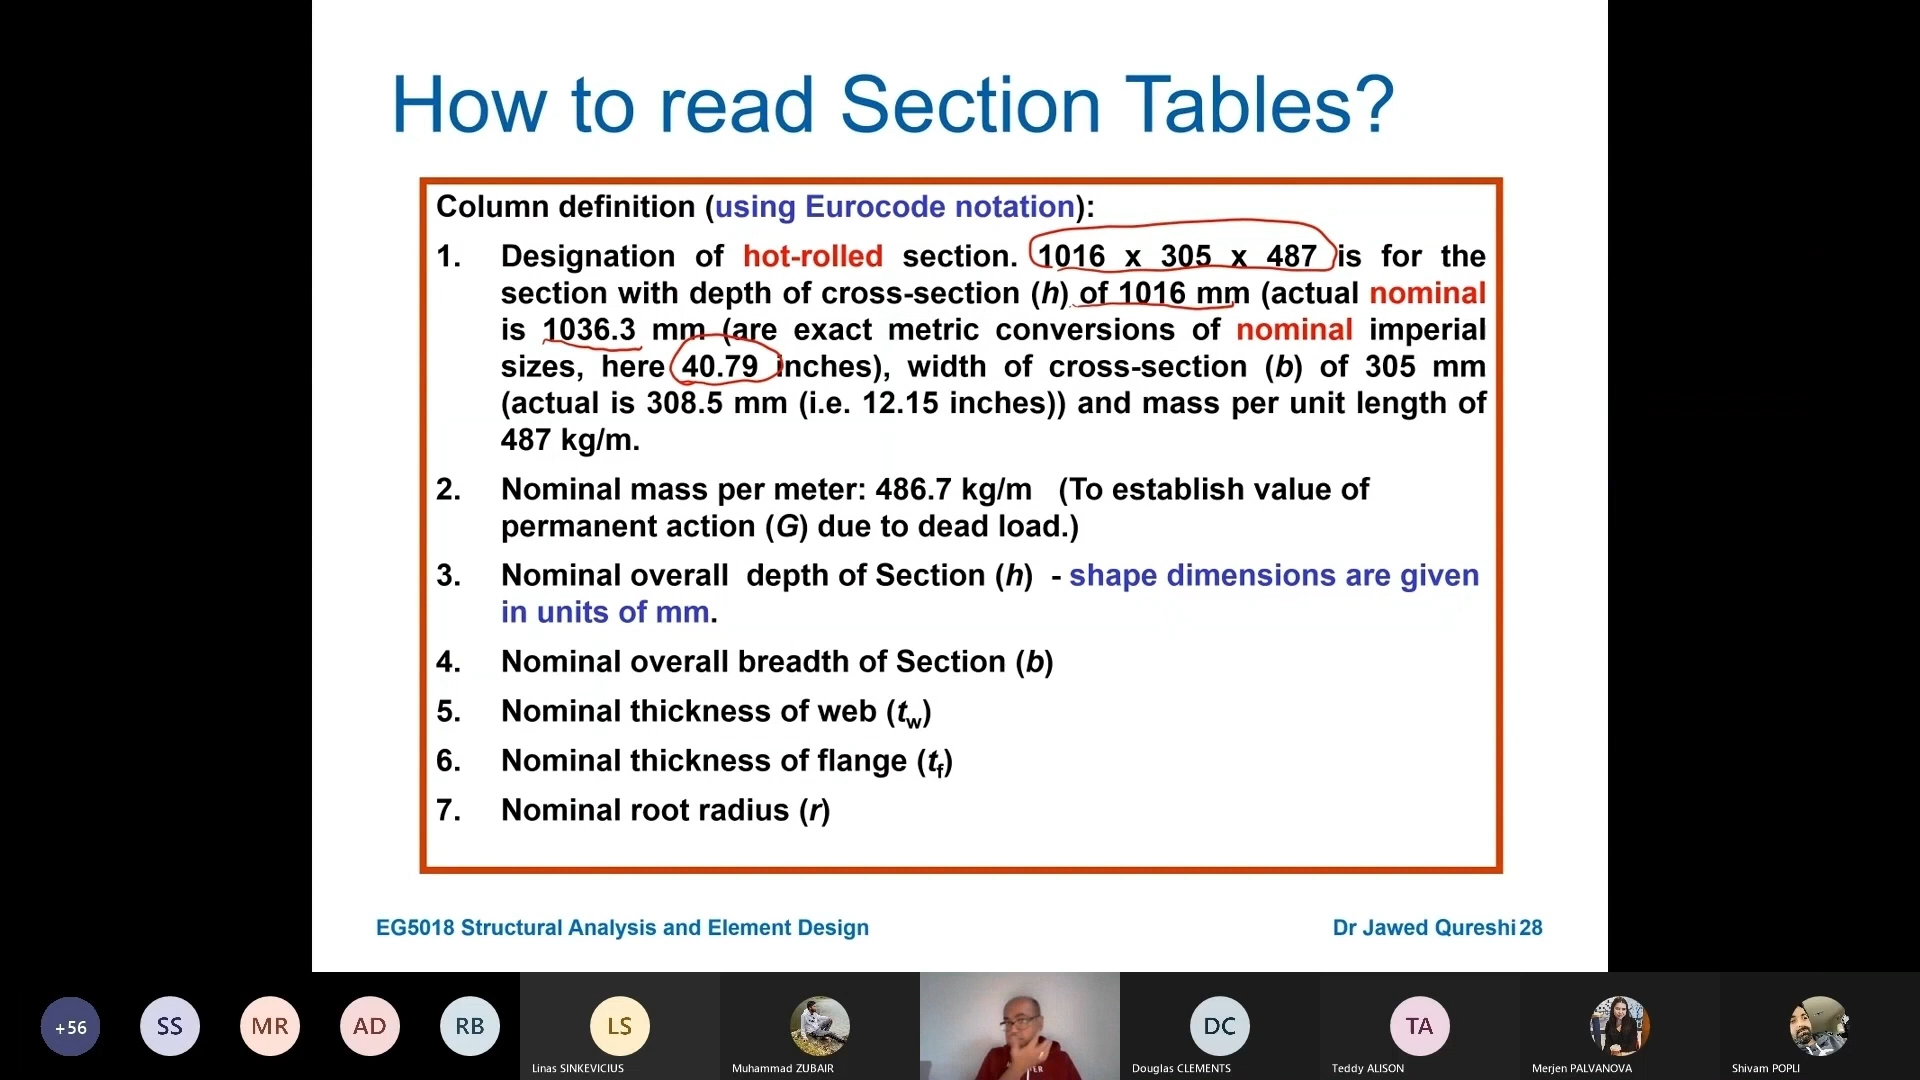 How to read Section Tables?
Column definition (using Eurocode notation):
1. Designation of hot-rolled section. 1016 x 305 x 487 is for the
section with depth of cross-section (h) of 1016 mm (actual nominal
is 1036.3 mm (are exact metric conversions of nominal imperial
sizes, here 40.79 inches), width of cross-section (b) of 305 mm
(actual is 308.5 mm (i.e. 12.15 inches)) and mass per unit length of
487 kg/m.
2. Nominal mass per meter: 486.7 kg/m (To establish value of
permanent action (G) due to dead load.)
3. Nominal overall depth of Section (h) - shape dimensions are given
in units of mm.
4. Nominal overall breadth of Section (b)
5. Nominal thickness of web (tw)
6. Nominal thickness of flange (tf)
7. Nominal root radius (r)
EG5018 Structural Analysis and Element Design
Dr Jawed Qureshi 28
+56
SS
MR
AD
RB
LS
DC
TA
Linas SINKEVICIUS
Muhammad ZUBAIR
Douglas CLEMENTS
Teddy ALISON
Merjen PALVANOVA
Shivam POPLI